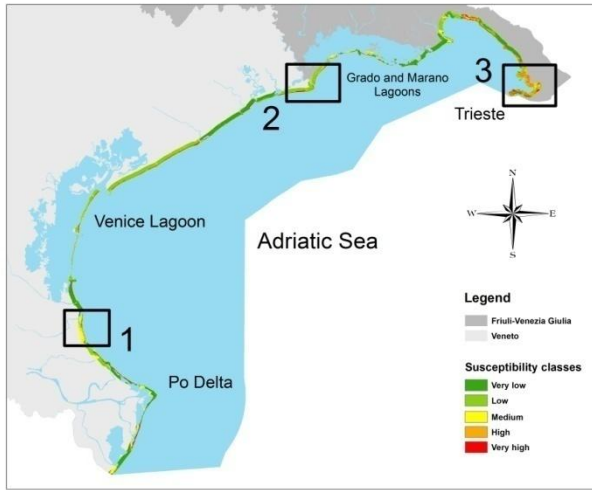 3
Grado and Marano
Lagoons
2
Trieste
N
W E
S
Venice Lagoon
Adriatic Sea
1
Po Delta
Legend
Friuli-Venezia Giulia
Veneto
Susceptibility classes
Very low
Low
Medium
High
Very high